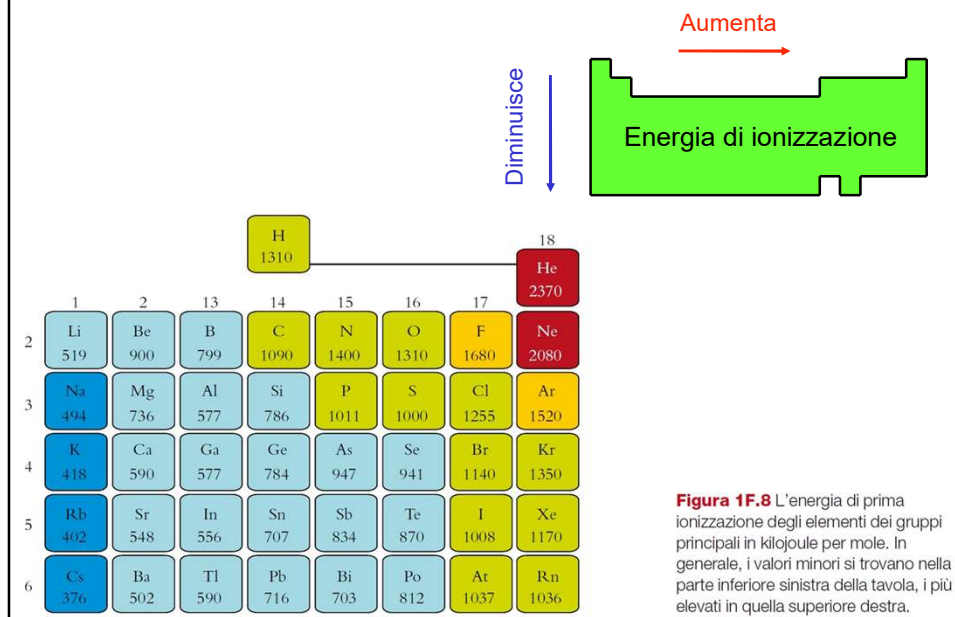 Aumenta
Diminuisce
Energia di ionizzazione
H
1310
18
He
2370
1 2 13 14 15 16 17
2 Li Be B C N O F Ne
519 900 799 1090 1400 1310 1680 2080
3 Na Mg Al Si P S Cl Ar
494 736 577 786 1011 1000 1255 1520
4 K Ca Ga Ge As Se Br Kr
418 590 577 784 947 941 1140 1350
5 Rb Sr In Sn Sb Te I Xe
402 548 556 707 834 870 1008 1170
6 Cs Ba Tl Pb Bi Po At Rn
376 502 590 716 703 812 1037 1036
Figura 1F.8 L'energia di prima
ionizzazione degli elementi dei gruppi
principali in kilojoule per mole. In
generale, i valori minori si trovano nella
parte inferiore sinistra della tavola, i più
elevati in quella superiore destra.